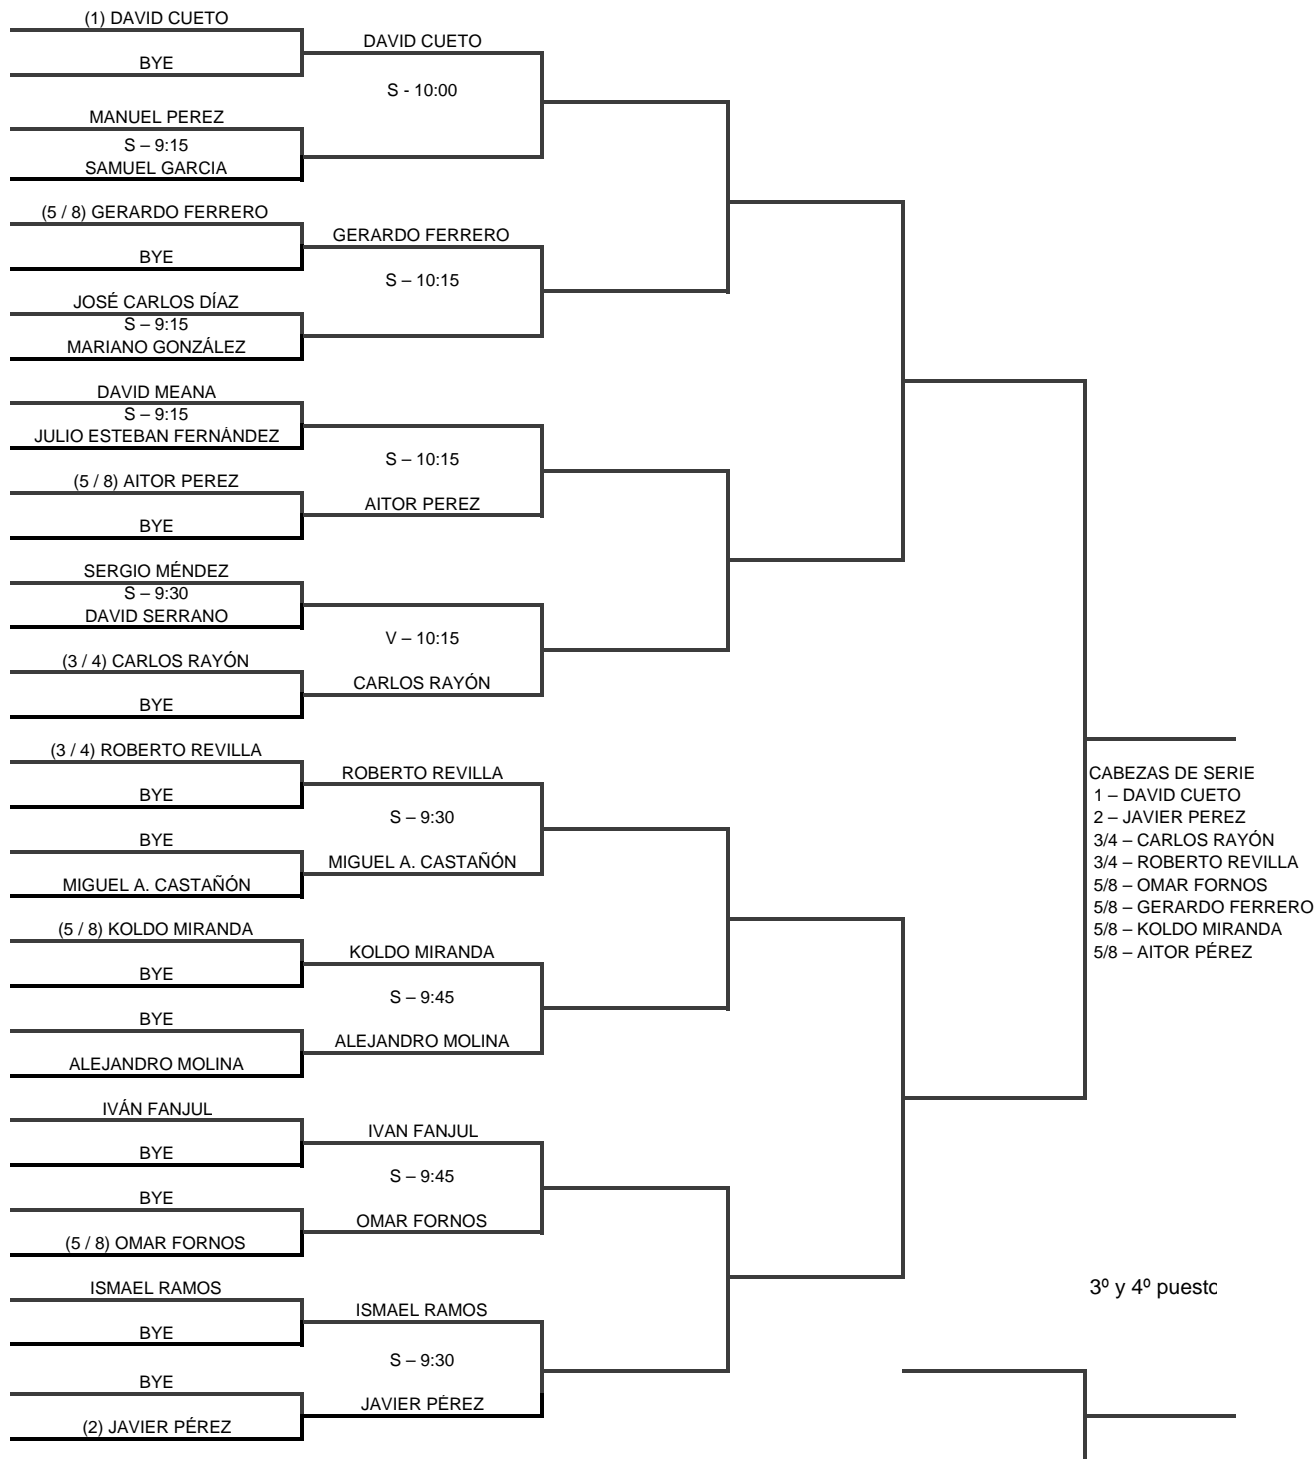 (1) DAVID CUETO
BYE
MANUEL PEREZ
S – 9:15
SAMUEL GARCIA
(5 / 8) GERARDO FERRERO
BYE
JOSÉ CARLOS DÍAZ
S – 9:15
MARIANO GONZÁLEZ
DAVID MEANA
S – 9:15
JULIO ESTEBAN FERNÁNDEZ
(5 / 8) AITOR PEREZ
BYE
SERGIO MÉNDEZ
S – 9:30
DAVID SERRANO
(3 / 4) CARLOS RAYÓN
BYE
(3 / 4) ROBERTO REVILLA
BYE
BYE
MIGUEL A. CASTAÑÓN
(5 / 8) KOLDO MIRANDA
BYE
BYE
ALEJANDRO MOLINA
IVÁN FANJUL
BYE
BYE
(5 / 8) OMAR FORNOS
ISMAEL RAMOS
BYE
BYE
(2) JAVIER PÉREZ
DAVID CUETO
S - 10:00
GERARDO FERRERO
S – 10:15
S – 10:15
AITOR PEREZ
V – 10:15
CARLOS RAYÓN
ROBERTO REVILLA
S – 9:30
MIGUEL A. CASTAÑÓN
KOLDO MIRANDA
S – 9:45
ALEJANDRO MOLINA
IVAN FANJUL
S – 9:45
OMAR FORNOS
ISMAEL RAMOS
S – 9:30
JAVIER PÉREZ
CABEZAS DE SERIE
1 – DAVID CUETO
2 – JAVIER PEREZ
3/4 – CARLOS RAYÓN
3/4 – ROBERTO REVILLA
5/8 – OMAR FORNOS
5/8 – GERARDO FERRERO
5/8 – KOLDO MIRANDA
5/8 – AITOR PÉREZ
3º y 4º puesto